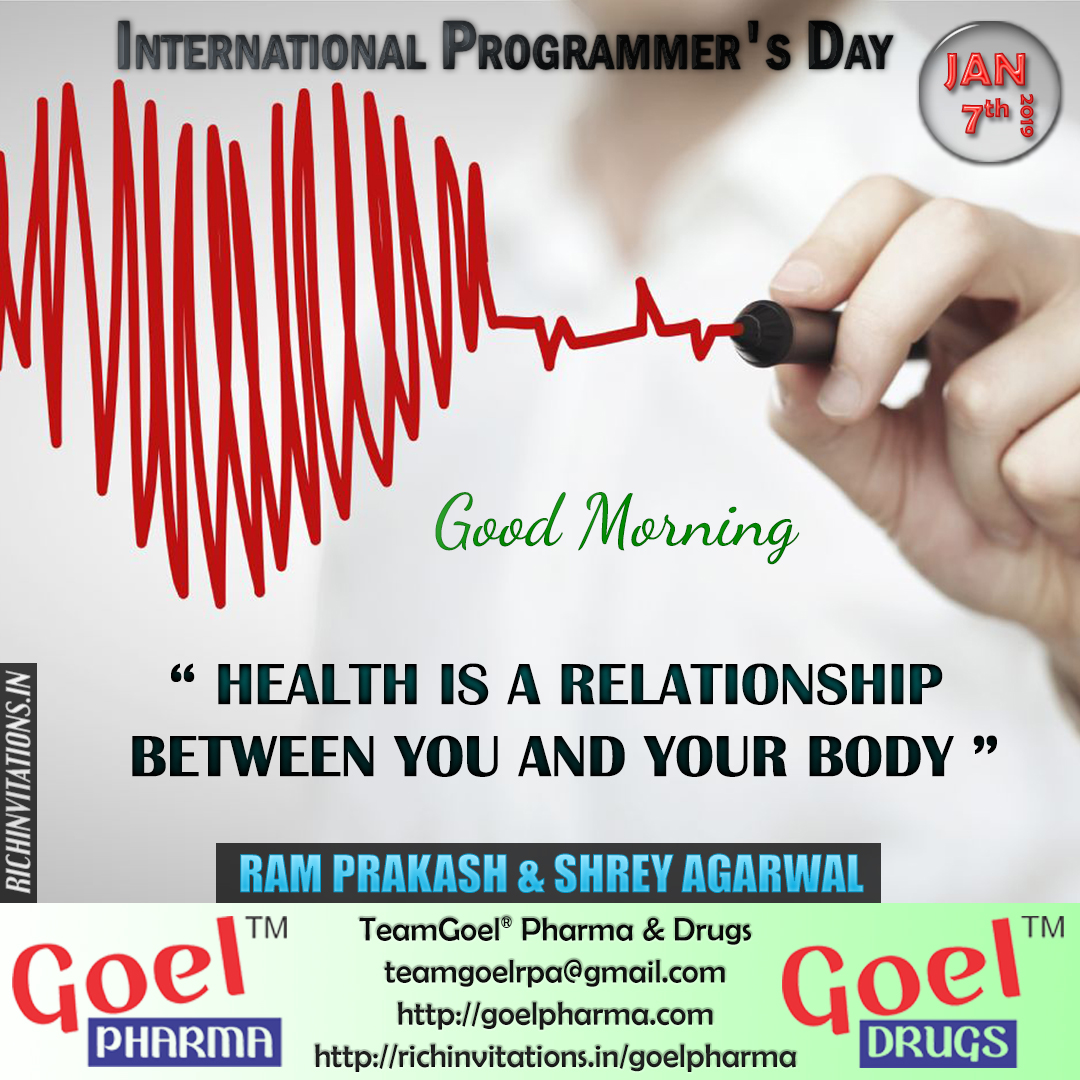 INTERNATIONAL PROGRAMMER'S DAY
JAN
7th 2019
Good Morning
“ HEALTH IS A RELATIONSHIP
BETWEEN YOU AND YOUR BODY ”
RICHINVITATIONS.IN
RAM PRAKASH & SHREY AGARWAL
Goel™
PHARMA
TeamGoel® Pharma & Drugs
teamgoelrpa@gmail.com
http://goelpharma.com
http://richinvitations.in/goelpharma
Goel™
DRUGS